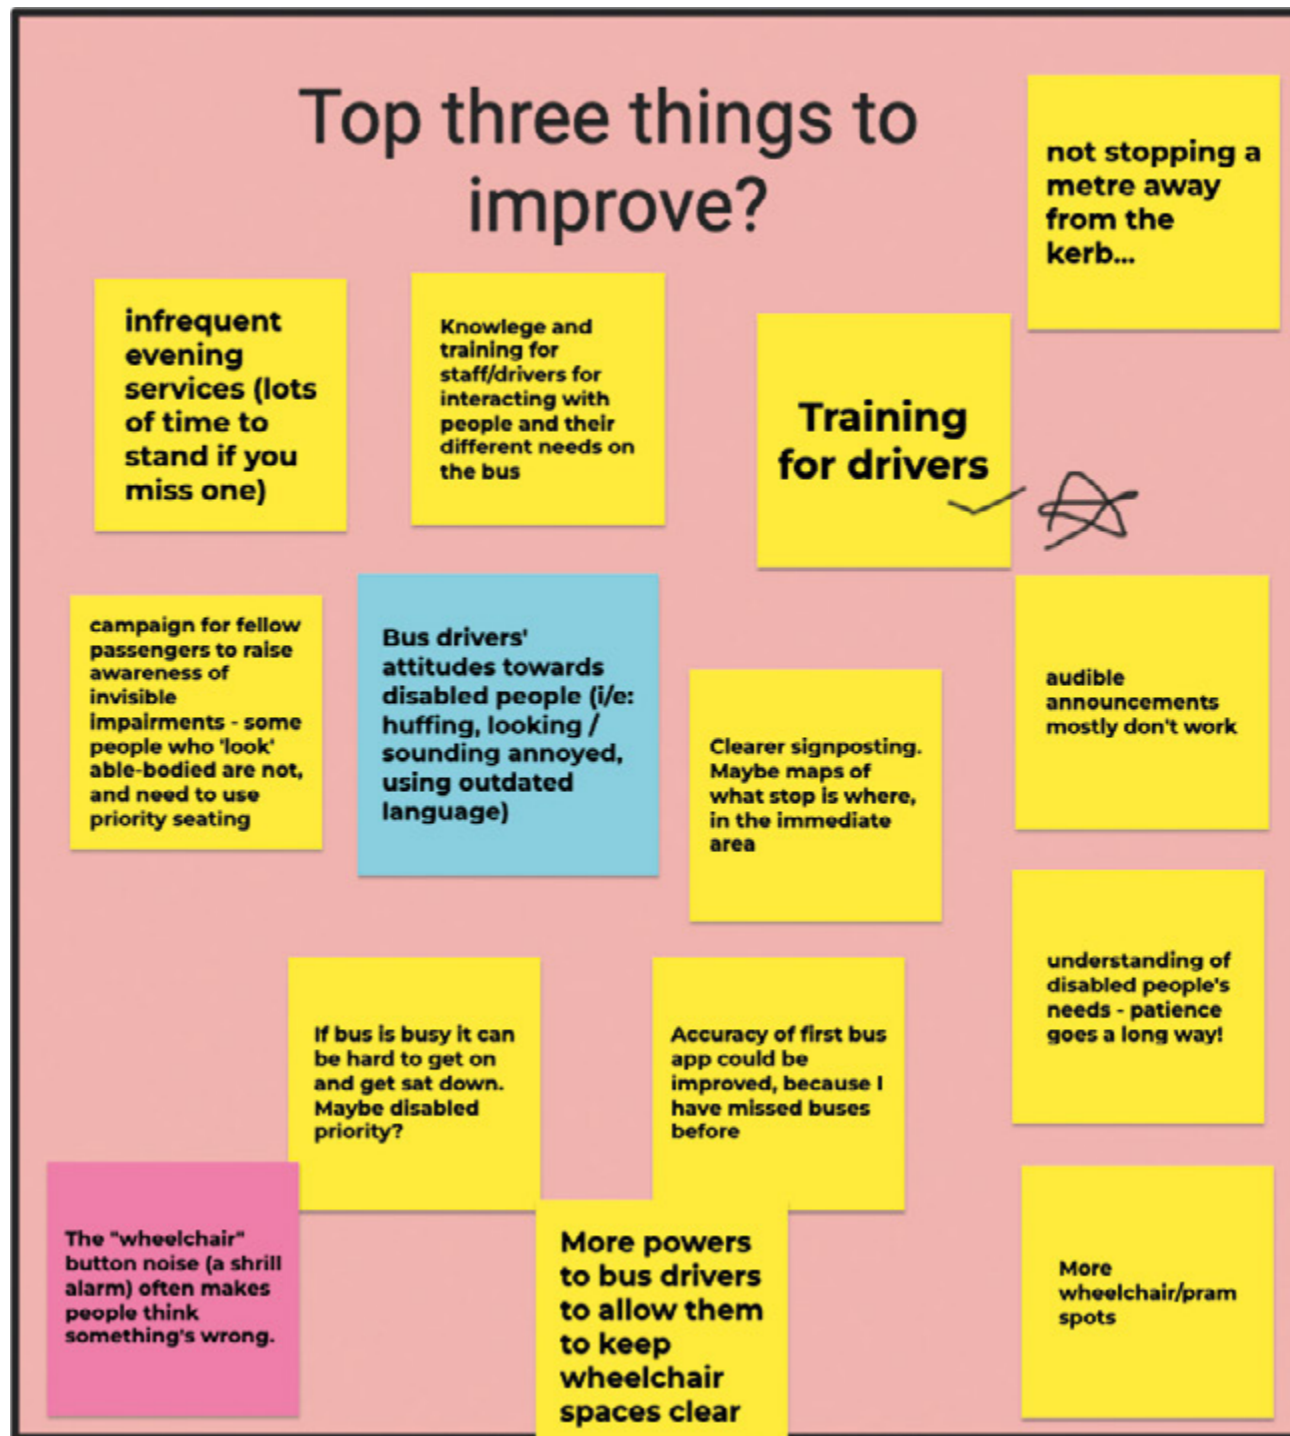 Top three things to
improve?
not stopping a
metre away
from the
kerb...
infrequent
evening
services (lots
of time to
stand if you
miss one)
Knowlege and
training for
staff/drivers for
interacting with
people and their
different needs on
the bus
Training
for drivers
campaign for fellow
passengers to raise
awareness of
invisible
impairments - some
people who 'look'
able-bodied are not,
and need to use
priority seating
Bus drivers'
attitudes towards
disabled people (i/e:
huffing, looking /
sounding annoyed,
using outdated
language)
Clearer signposting.
Maybe maps of
what stop is where,
in the immediate
area
audible
announcements
mostly don't work
understanding of
disabled people's
needs - patience
goes a long way!
If bus is busy it can
be hard to get on
and get sat down.
Maybe disabled
priority?
Accuracy of first bus
app could be
improved, because I
have missed buses
before
The "wheelchair"
button noise (a shrill
alarm) often makes
people think
something's wrong.
More powers
to bus drivers
to allow them
to keep
wheelchair
spaces clear
More
wheelchair/pram
spots